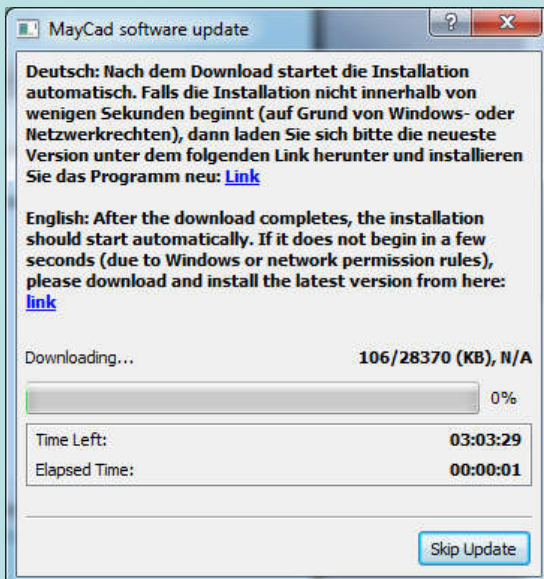 MayCad software update
Deutsch: Nach dem Download startet die Installation
automatisch. Falls die Installation nicht innerhalb von
wenigen Sekunden beginnt (auf Grund von Windows- oder
Netzwerkrechten), dann laden Sie sich bitte die neueste
Version unter dem folgenden Link herunter und installieren
Sie das Programm neu: Link
English: After the download completes, the installation
should start automatically. If it does not begin in a few
seconds (due to Windows or network permission rules),
please download and install the latest version from here:
link
Downloading... 106/28370 (KB), N/A
0%
Time Left: 03:03:29
Elapsed Time: 00:00:01
Skip Update